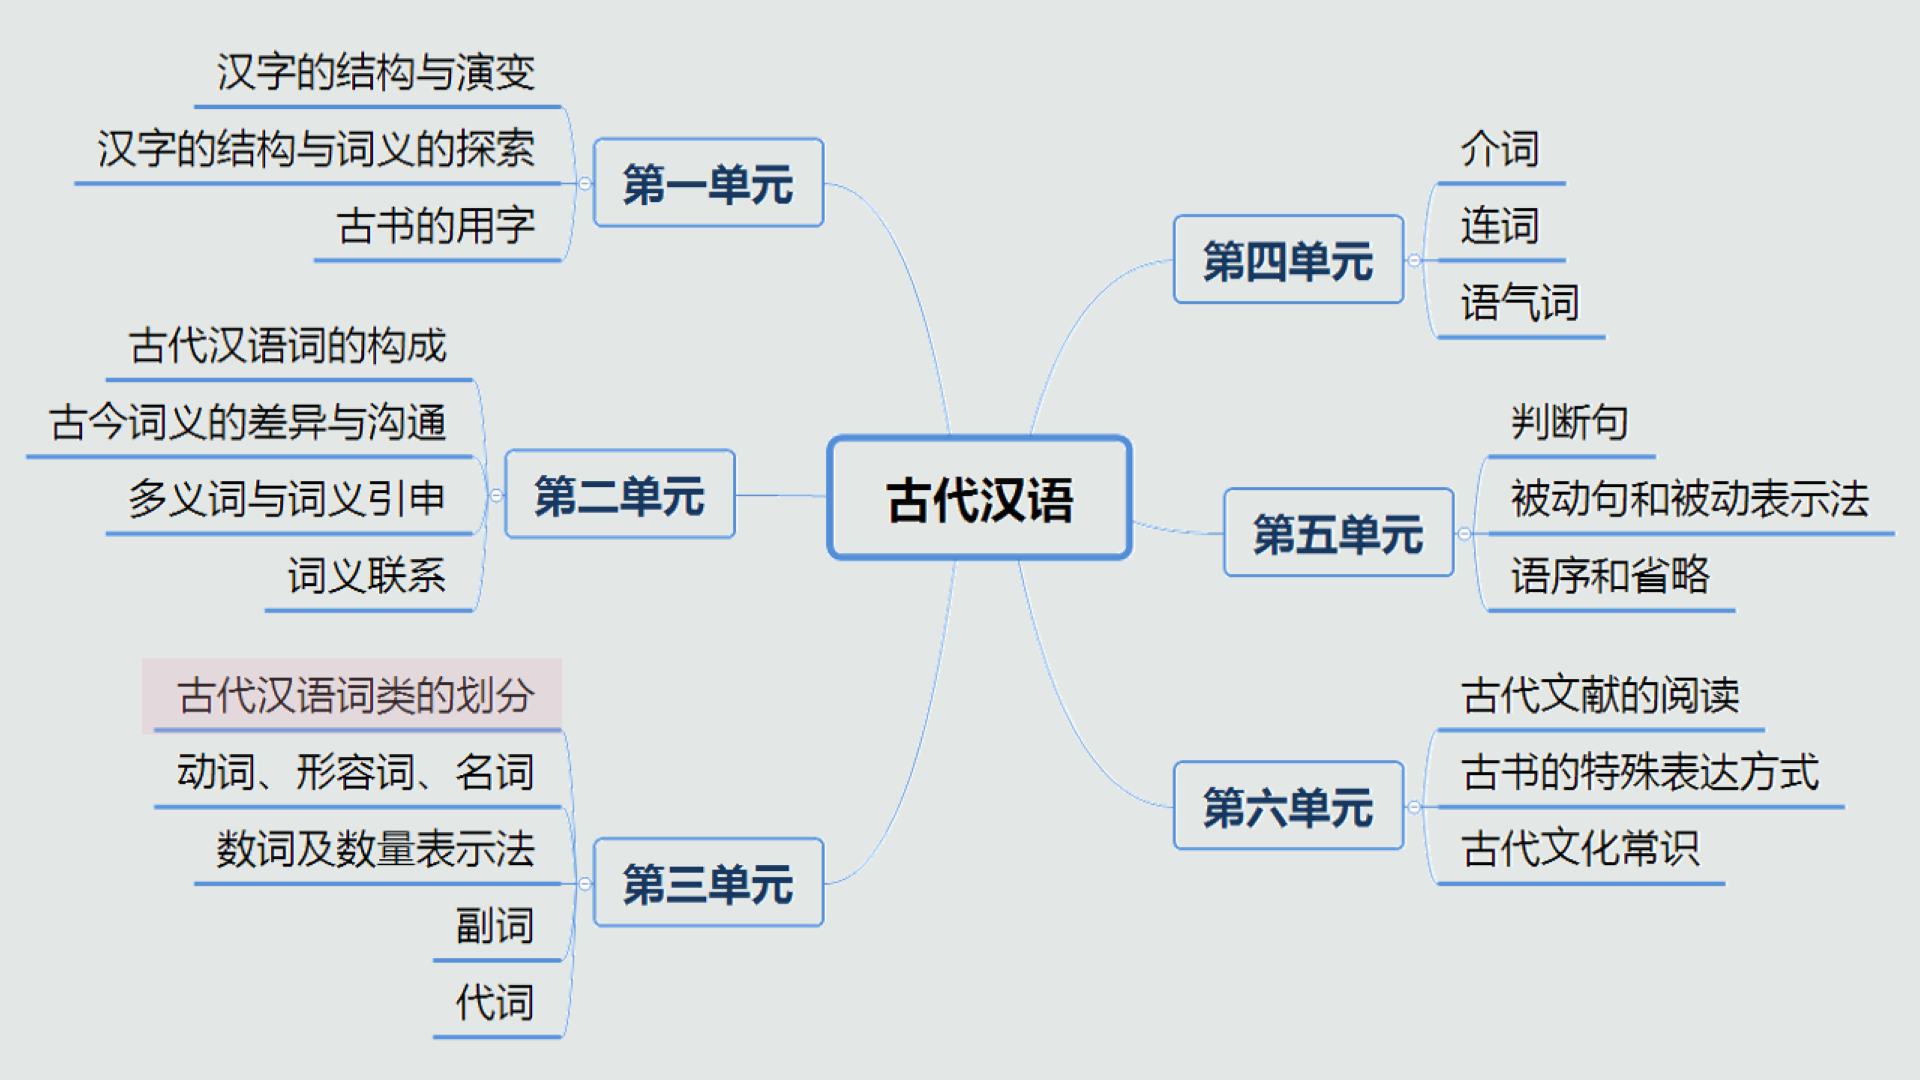 古代汉语
第一单元
汉字的结构与演变
汉字的结构与词义的探索
古书的用字
第二单元
古代汉语词的构成
古今词义的差异与沟通
多义词与词义引申
词义联系
第三单元
古代汉语词类的划分
动词、形容词、名词
数词及数量表示法
副词
代词
第四单元
介词
连词
语气词
第五单元
判断句
被动句和被动表示法
语序和省略
第六单元
古代文献的阅读
古书的特殊表达方式
古代文化常识